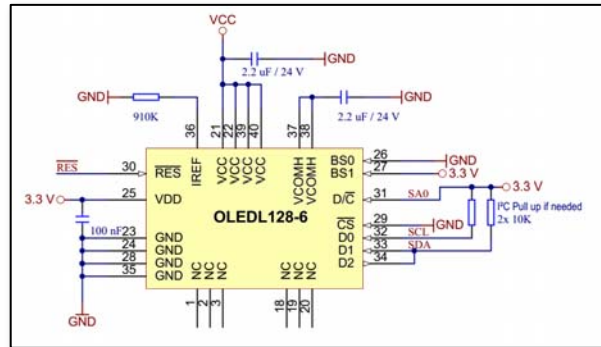 VCC
2.2 uF / 24 V
GND
GND
910K
2.2 uF / 24 V
GND
36
21
22
39
40
37
38
RES
30
RES
IREF
VCC
VCC
VCC
VCC
VCOMH
VCOMH
BS0
26
GND
BS1
27
3.3 V
3.3 V
25
VDD
D/C
31
SA0
3.3 V
OLEDL128-6
I²C Pull up if needed
2x 10K
100 nF
CS
29
GND
23
GND
D0
32
SCL
24
GND
D1
33
SDA
28
GND
D2
34
35
GND
NC
NC
NC
NC
NC
NC
1
2
3
18
19
20
GND